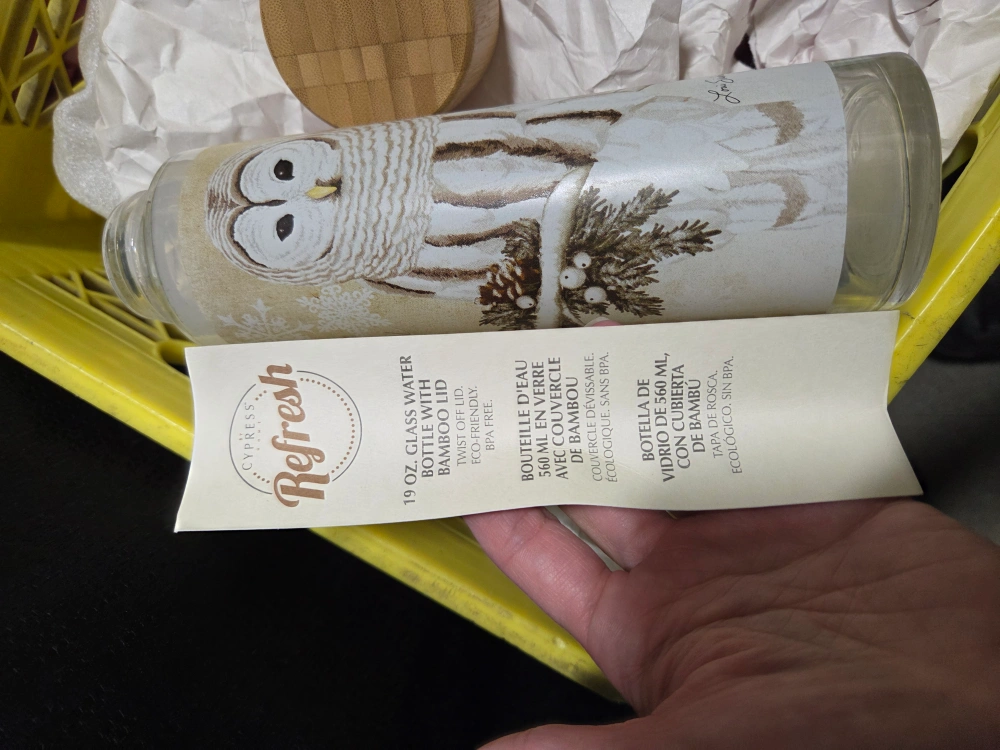 CYPRESS
Refresh
19 OZ. GLASS WATER
BOTTLE WITH
BAMBOO LID
TWIST OFF LID.
ECO-FRIENDLY.
BPA FREE.
BOUTEILLE D'EAU
560 ML EN VERRE
AVEC COUVERCLE
DE BAMBOU
COUVERCLE DÉVISSABLE.
ÉCOLOGIQUE. SANS BPA.
BOTELLA DE
VIDRIO DE 560 ML,
CON CUBIERTA
DE BAMBÚ
TAPA DE ROSCA.
ECOLÓGICO. SIN BPA.